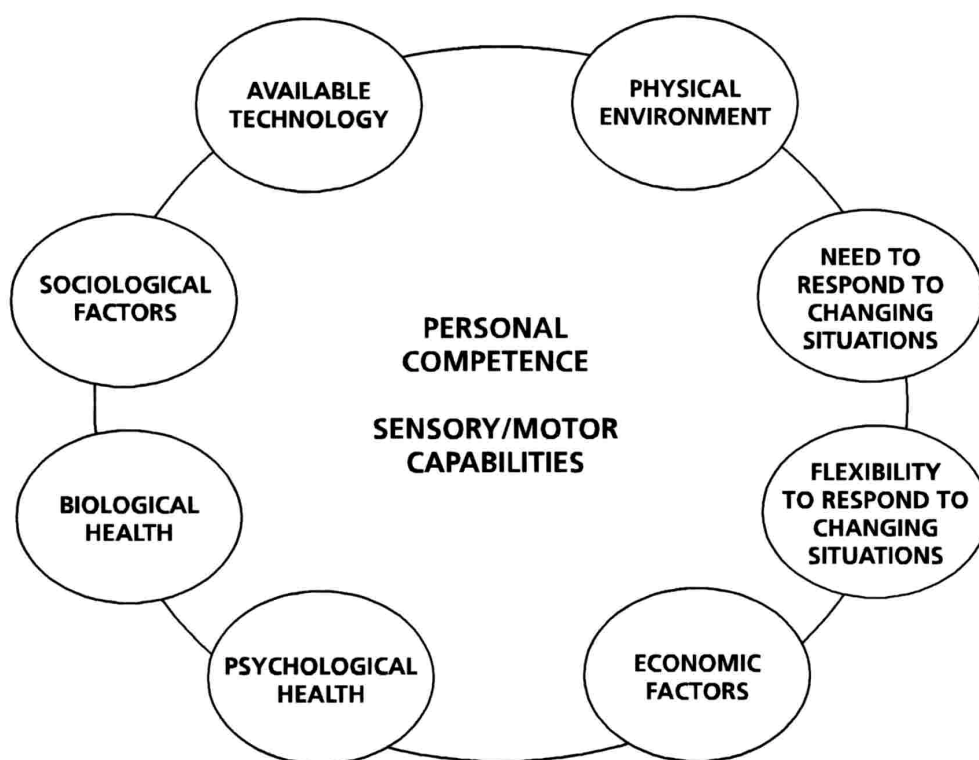 AVAILABLE
TECHNOLOGY
PHYSICAL
ENVIRONMENT
SOCIOLOGICAL
FACTORS
NEED TO
RESPOND TO
CHANGING
SITUATIONS
PERSONAL
COMPETENCE
SENSORY/MOTOR
CAPABILITIES
BIOLOGICAL
HEALTH
FLEXIBILITY
TO RESPOND TO
CHANGING
SITUATIONS
PSYCHOLOGICAL
HEALTH
ECONOMIC
FACTORS